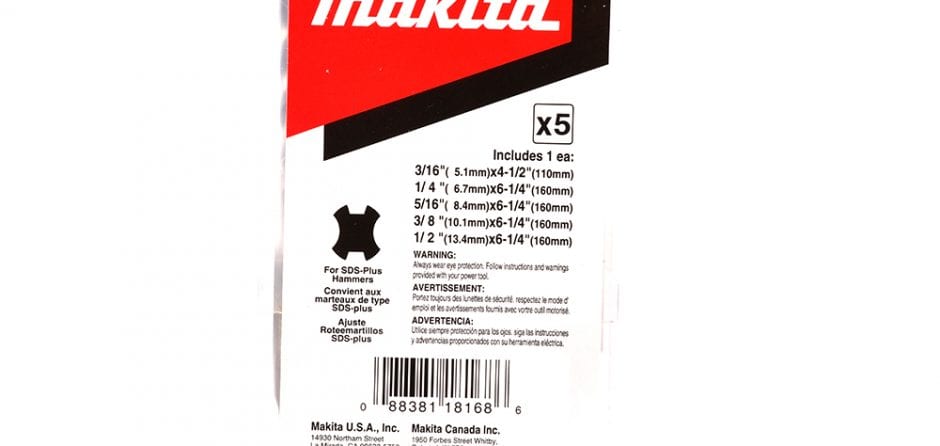 makita
x5
Includes 1 ea:
3/16"( 5.1mm)x4-1/2"(110mm)
1/ 4 "( 6.7mm)x6-1/4"(160mm)
5/16"( 8.4mm)x6-1/4"(160mm)
3/ 8 "(10.1mm)x6-1/4"(160mm)
1/ 2 "(13.4mm)x6-1/4"(160mm)
For SDS-Plus
Hammers
Convient aux
marteaux de type
SDS-plus
Ajuste
Roteemartillos
SDS-plus
WARNING:
Always wear eye protection. Follow instructions and warnings
provided with your power tool.
AVERTISSEMENT:
Portez toujours des lunettes de sécurité. respectez le mode d'
emploi et les avertissements fournis avec vortre outil motorisé.
ADVERTENCIA:
Utilice siempre protección para los ojos. siga las instrucciones
y advertencias proporcionados con su herramienta eléctrica.
0 88381 18168 6
Makita U.S.A., Inc.
14930 Northam Street
Makita Canada Inc.
1950 Forbes Street Whitby,